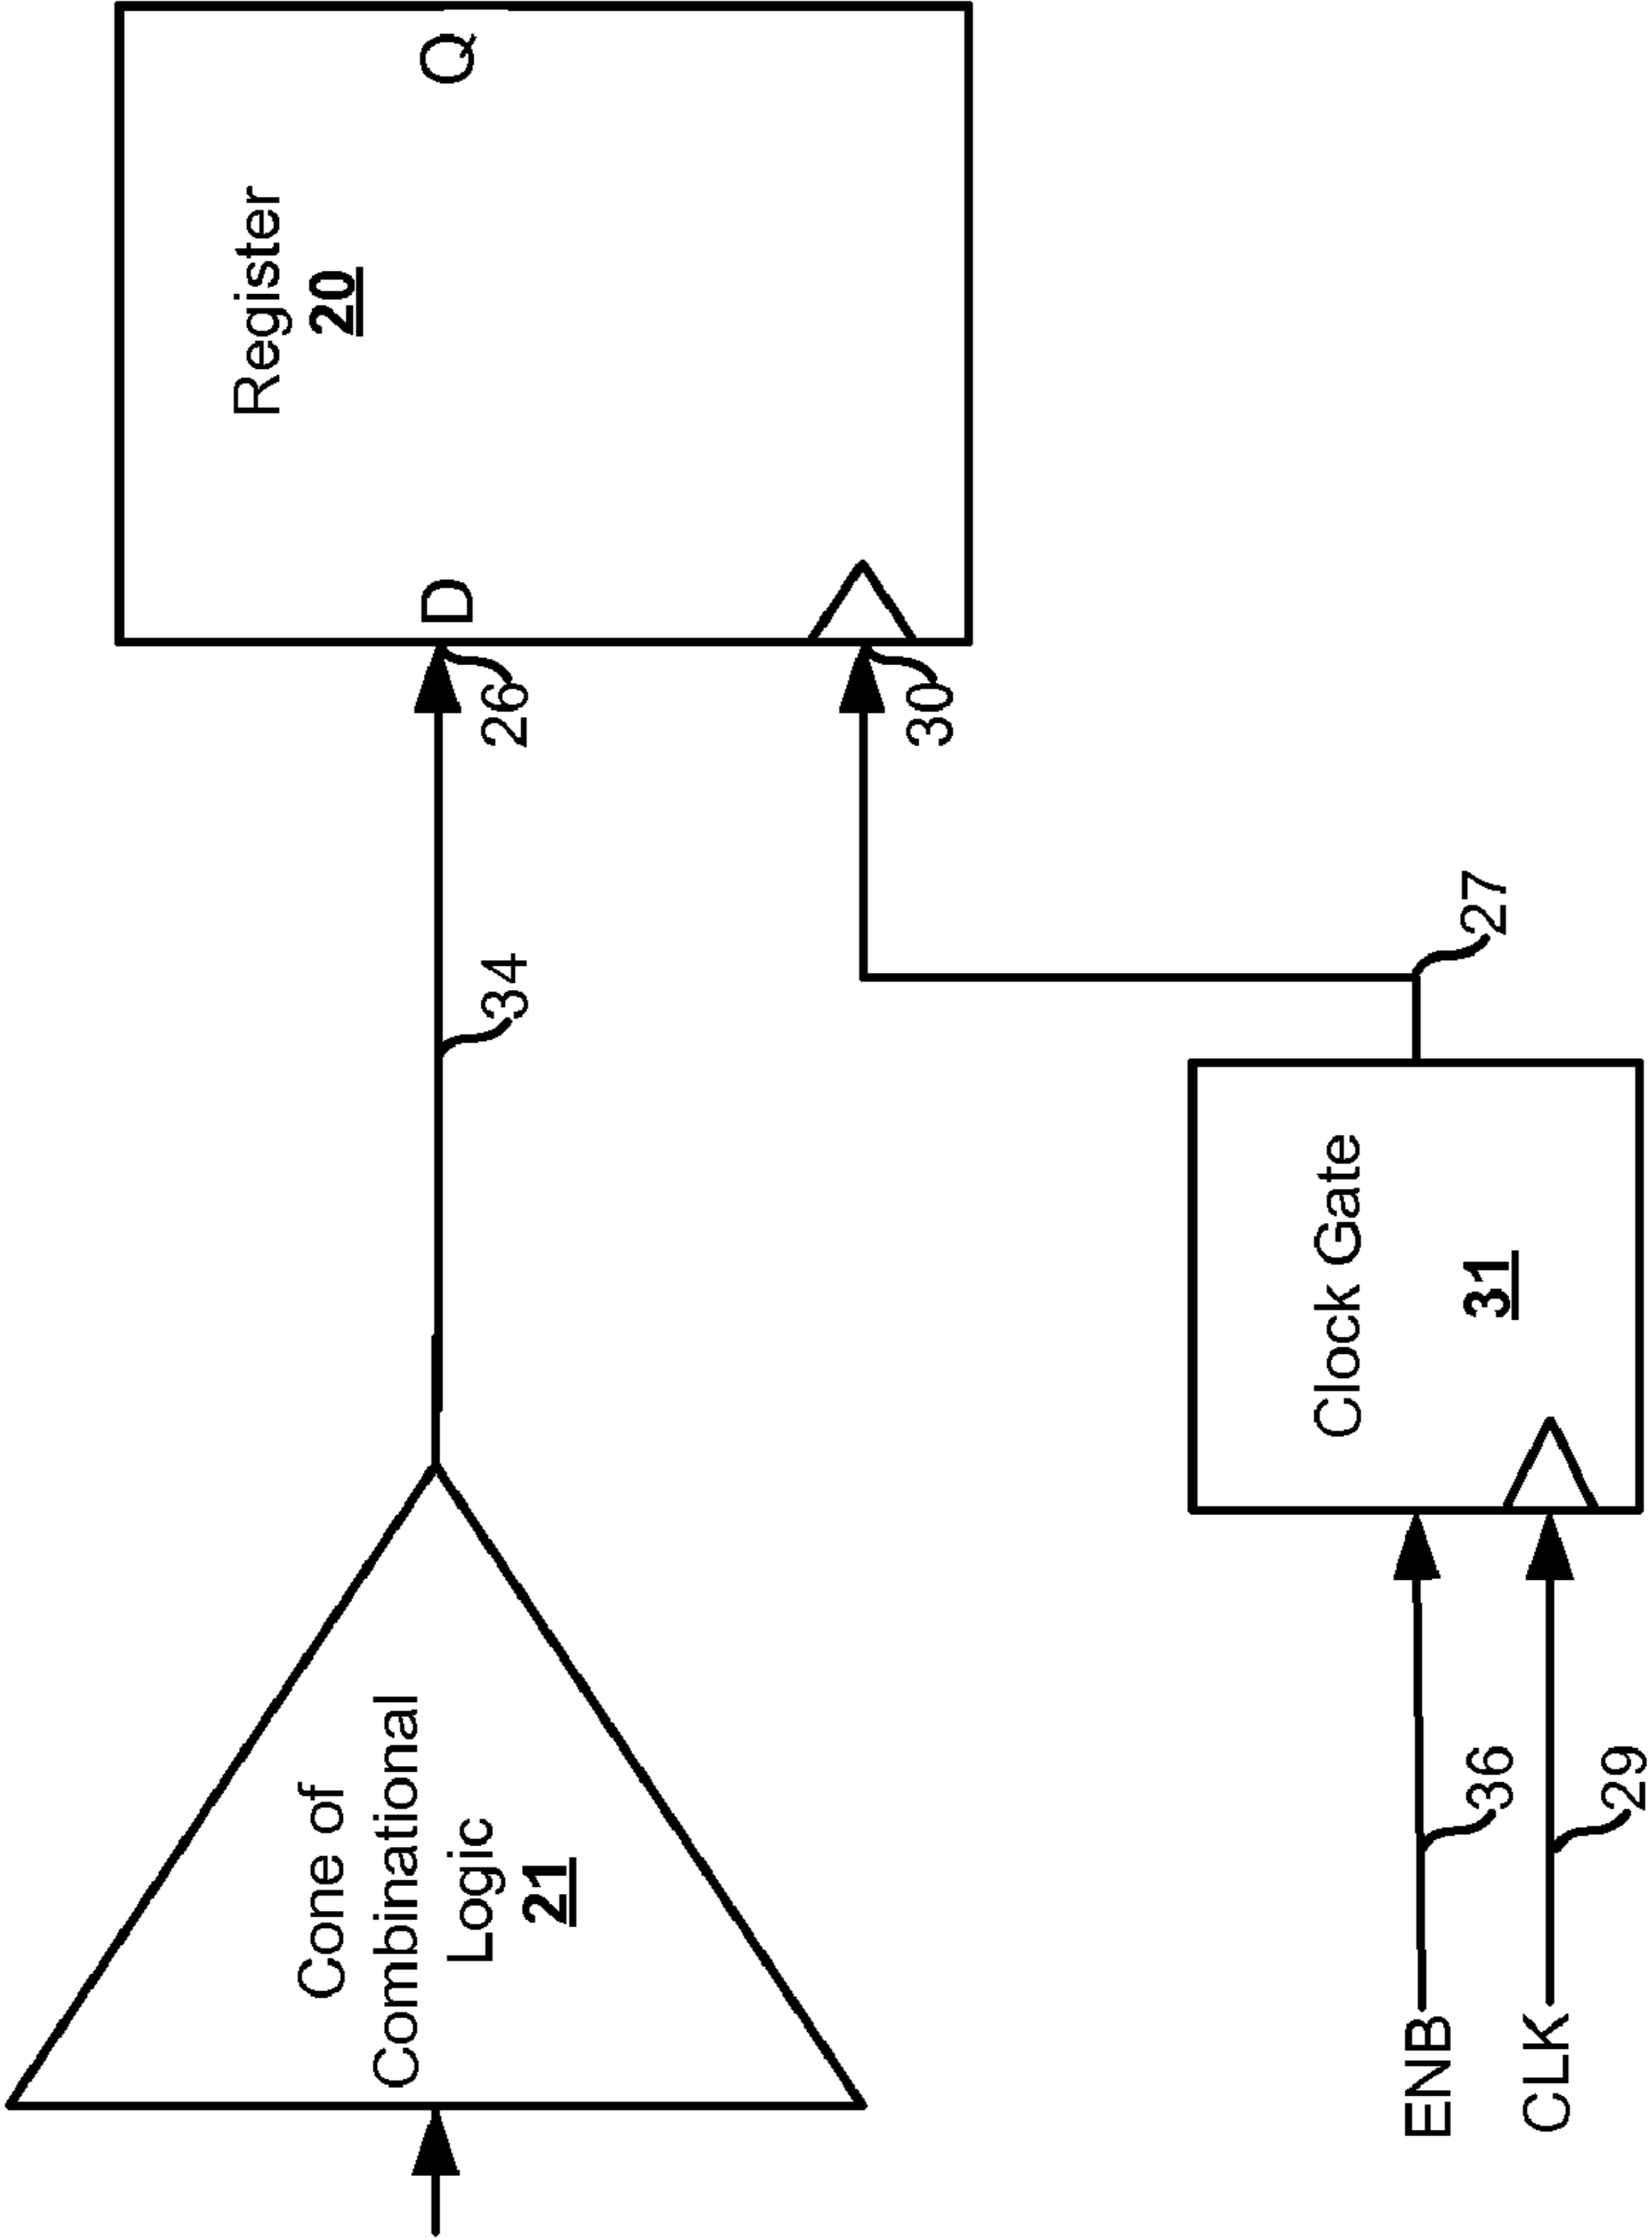 Cone of
Combinational
Logic
21
34
26
D
Register
20
Q
30
ENB
36
CLK
29
Clock Gate
31
27